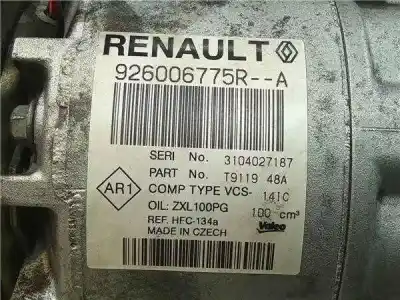 RENAULT
926006775R--A
SERI No. 3104027187
PART No. T9119 48A
AR1
COMP TYPE VCS- 14IC
OIL: ZXL100PG 100 cm³
REF. HFC-134a
MADE IN CZECH
Valeo